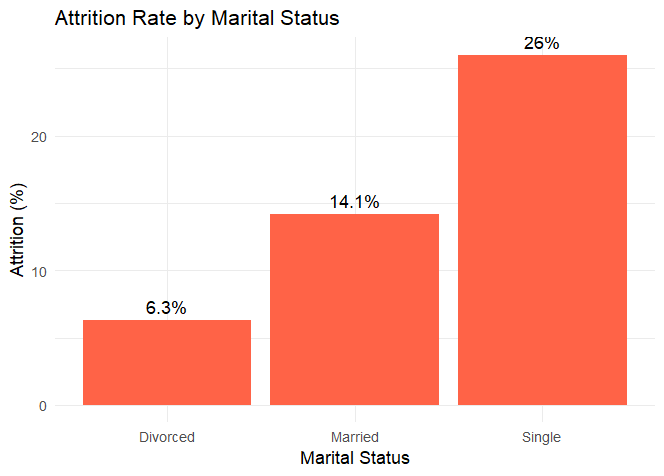 Attrition Rate by Marital Status
26%
20
14.1%
Attrition (%)
10
6.3%
0
Divorced Married Single
Marital Status